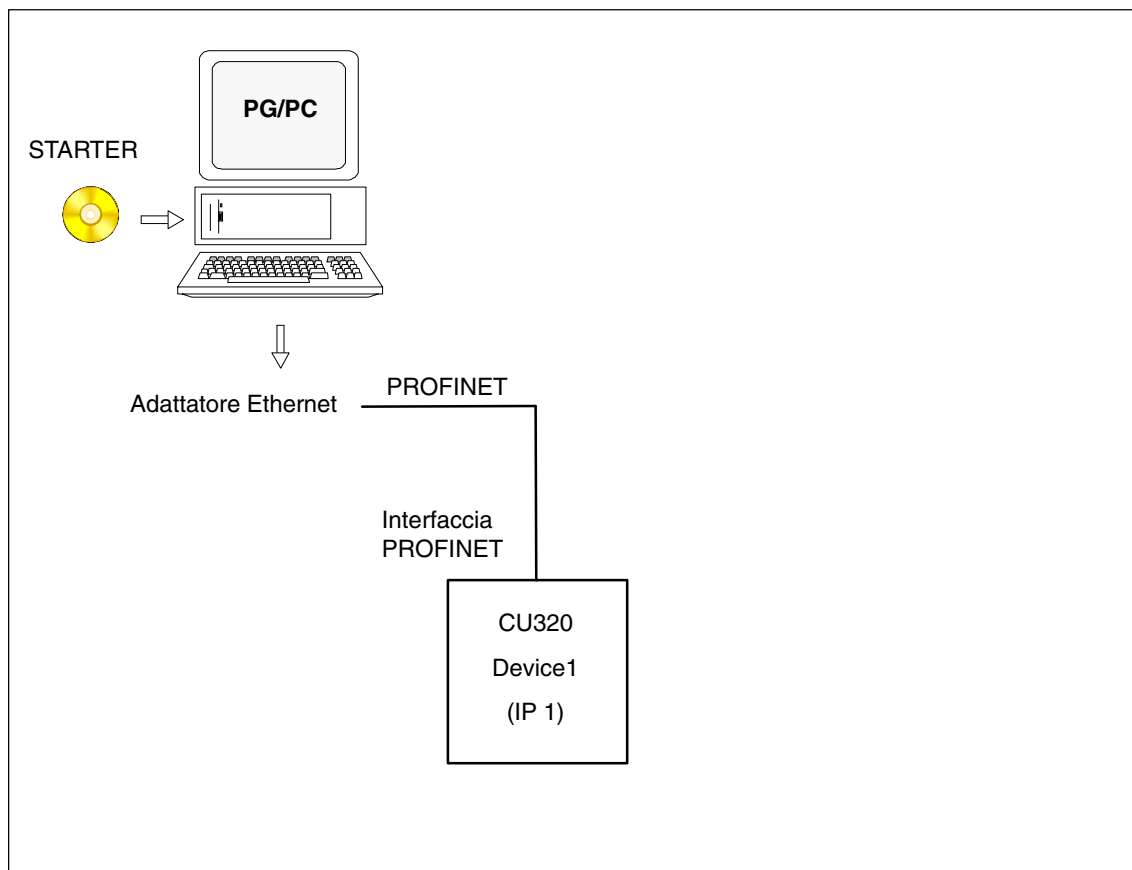 PG/PC
STARTER
Adattatore Ethernet
PROFINET
Interfaccia
PROFINET
CU320
Device1
(IP 1)